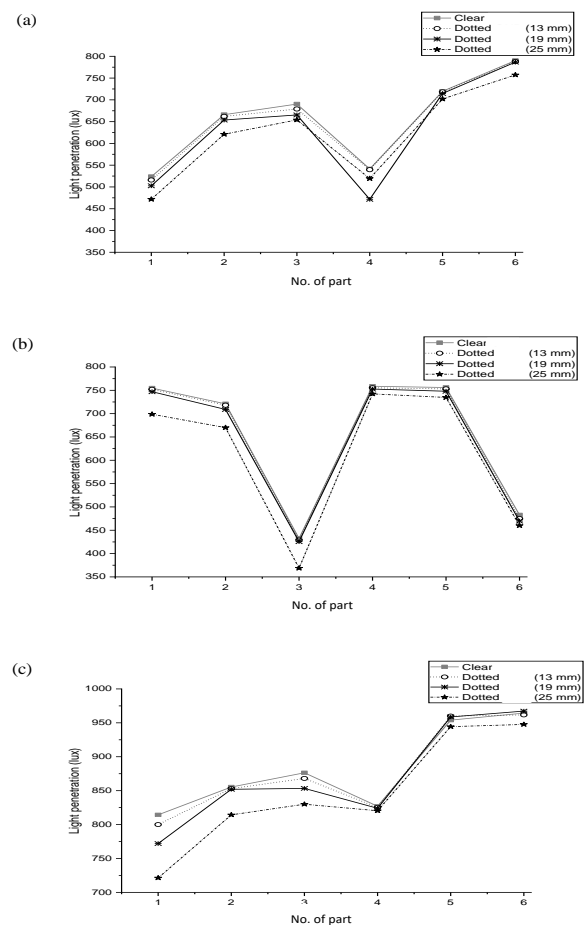 (a)
Clear
Dotted (13 mm)
Dotted (19 mm)
Dotted (25 mm)
800
750
700
650
600
550
500
450
400
350
Light penetration (lux)
1 2 3 4 5 6
No. of part
(b)
Clear
Dotted (13 mm)
Dotted (19 mm)
Dotted (25 mm)
800
750
700
650
600
550
500
450
400
350
Light penetration (lux)
1 2 3 4 5 6
No. of part
(c)
Clear
Dotted (13 mm)
Dotted (19 mm)
Dotted (25 mm)
1000
950
900
850
800
750
700
Light penetration (lux)
1 2 3 4 5 6
No. of part